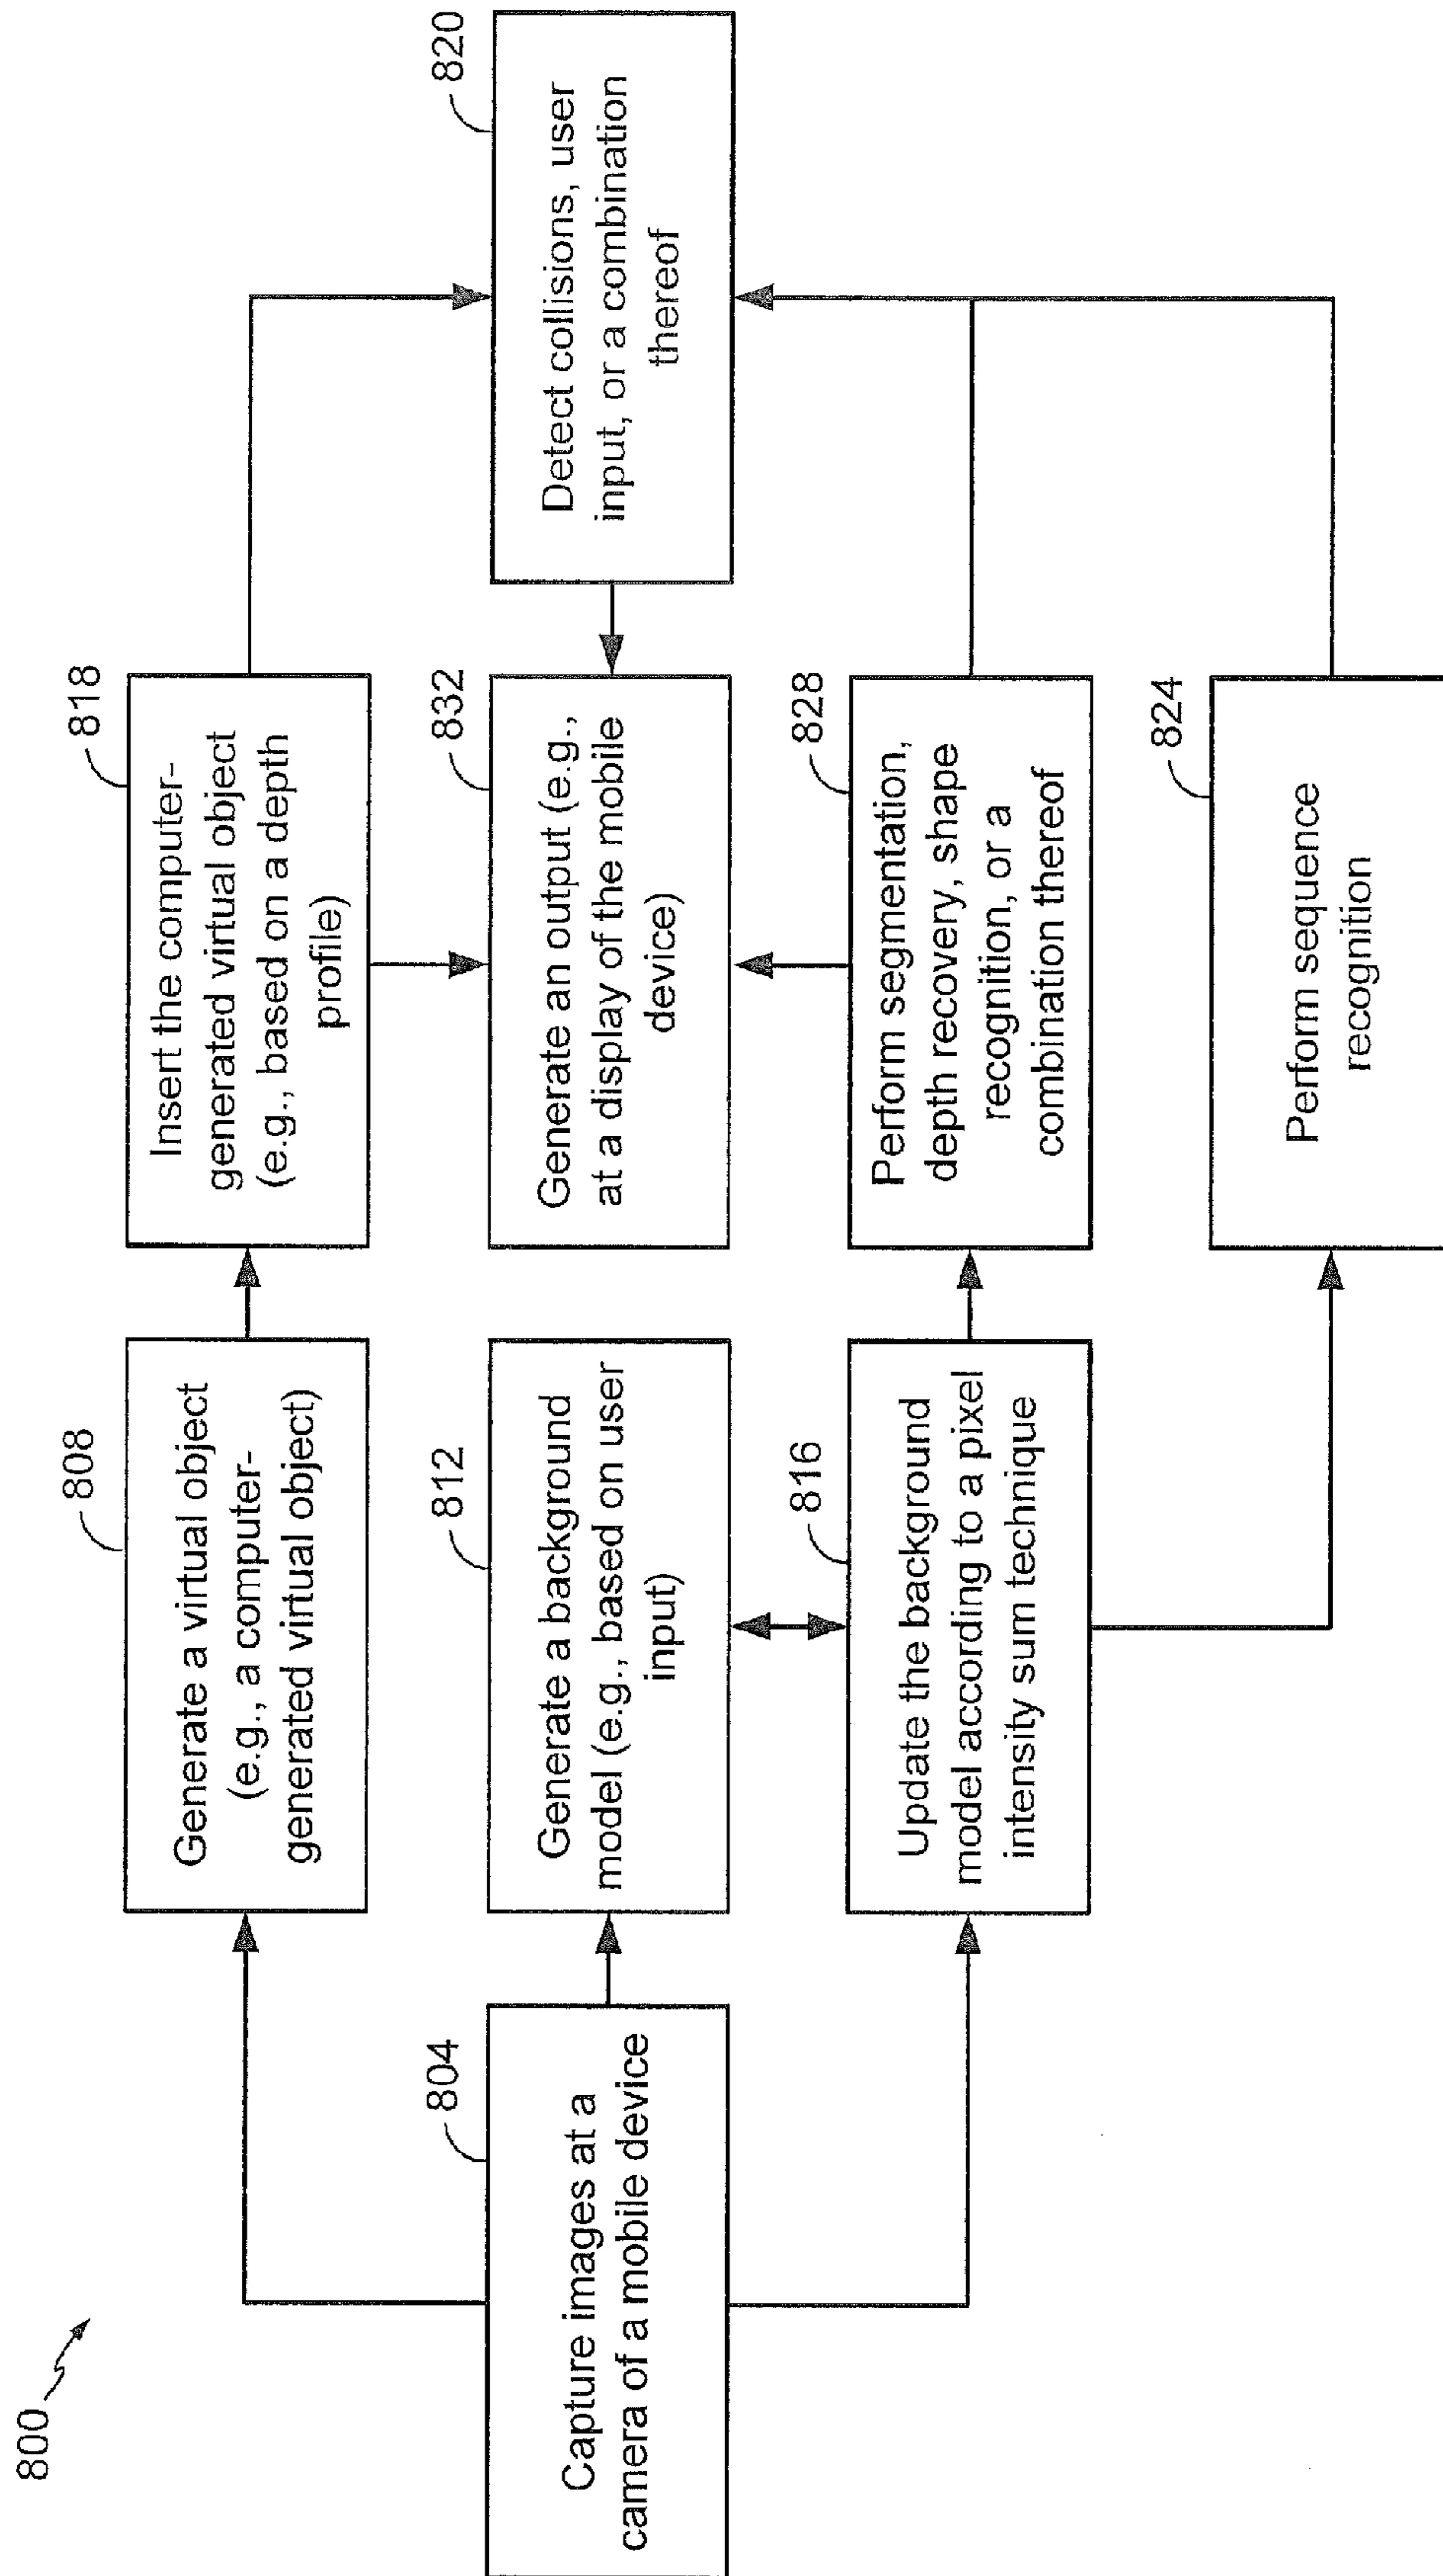 800
804
Capture images at a
camera of a mobile device
808
Generate a virtual object
(e.g., a computer-
generated virtual object)
812
Generate a background
model (e.g., based on user
input)
816
Update the background
model according to a pixel
intensity sum technique
818
Insert the computer-
generated virtual object
(e.g., based on a depth
profile)
832
Generate an output (e.g.,
at a display of the mobile
device)
828
Perform segmentation,
depth recovery, shape
recognition, or a
combination thereof
824
Perform sequence
recognition
820
Detect collisions, user
input, or a combination
thereof